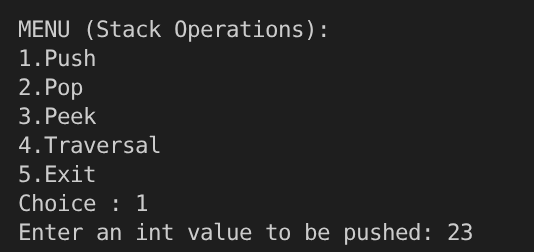 MENU (Stack Operations):
1.Push
2.Pop
3.Peek
4.Traversal
5.Exit
Choice : 1
Enter an int value to be pushed: 23